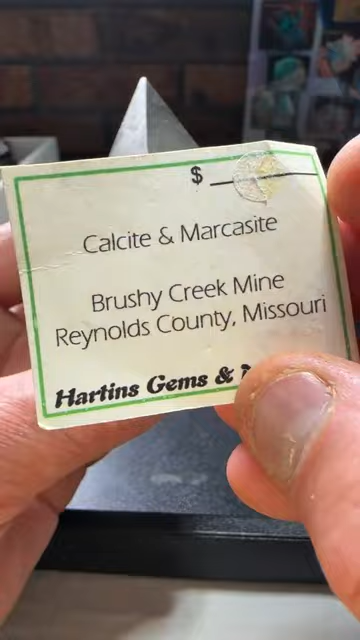 $
Calcite & Marcasite
Brushy Creek Mine
Reynolds County, Missouri
Hartins Gems &